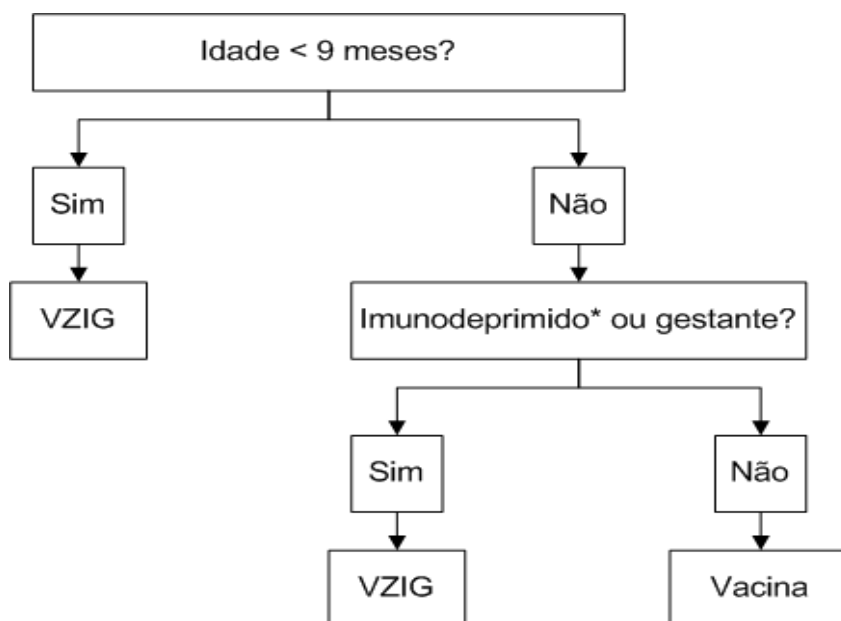 Idade < 9 meses?
Sim
Não
VZIG
Imunodeprimido* ou gestante?
Sim
Não
VZIG
Vacina